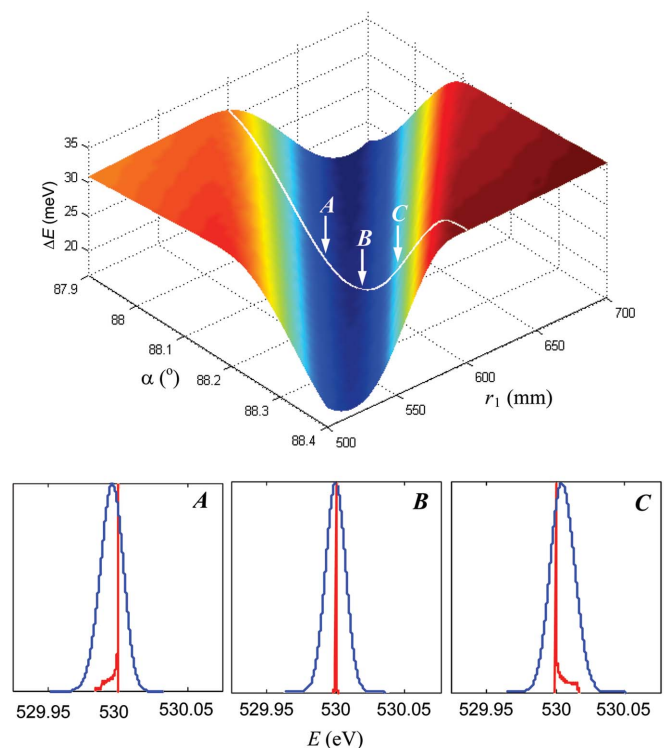 35
30
25
20
ΔE (meV)
A
B
C
87.9
88
88.1
88.2
88.3
88.4
α (°)
500
550
600
650
700
r₁ (mm)
A
B
C
529.95 530 530.05
529.95 530 530.05
529.95 530 530.05
E (eV)